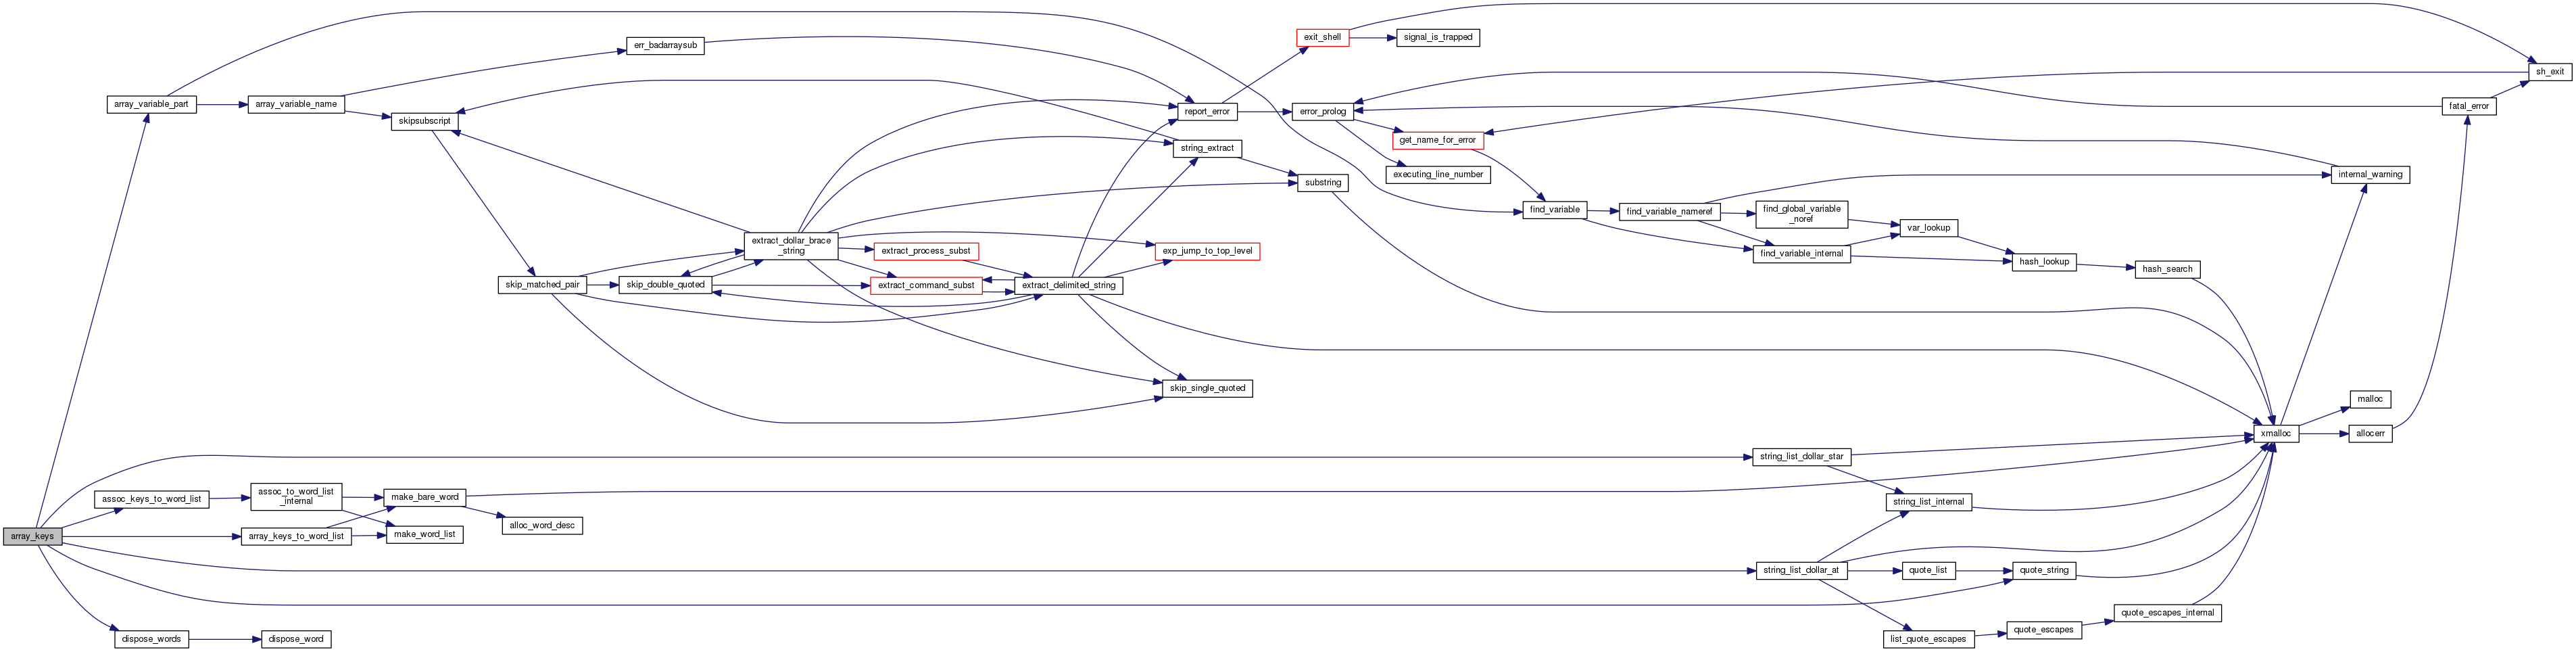 exit_shell
signal_is_trapped
err_badarraysub
sh_exit
array_variable_part
array_variable_name
skipsubscript
report_error
error_prolog
fatal_error
get_name_for_error
string_extract
executing_line_number
internal_warning
substring
find_variable
find_variable_nameref
find_global_variable
_noref
var_lookup
find_variable_internal
hash_lookup
hash_search
extract_dollar_brace
_string
extract_process_subst
exp_jump_to_top_level
skip_matched_pair
skip_double_quoted
extract_command_subst
extract_delimited_string
skip_single_quoted
malloc
xmalloc
allocerr
string_list_dollar_star
assoc_keys_to_word_list
assoc_to_word_list
_internal
make_bare_word
string_list_internal
alloc_word_desc
array_keys
array_keys_to_word_list
make_word_list
string_list_dollar_at
quote_list
quote_string
quote_escapes_internal
quote_escapes
dispose_words
dispose_word
list_quote_escapes